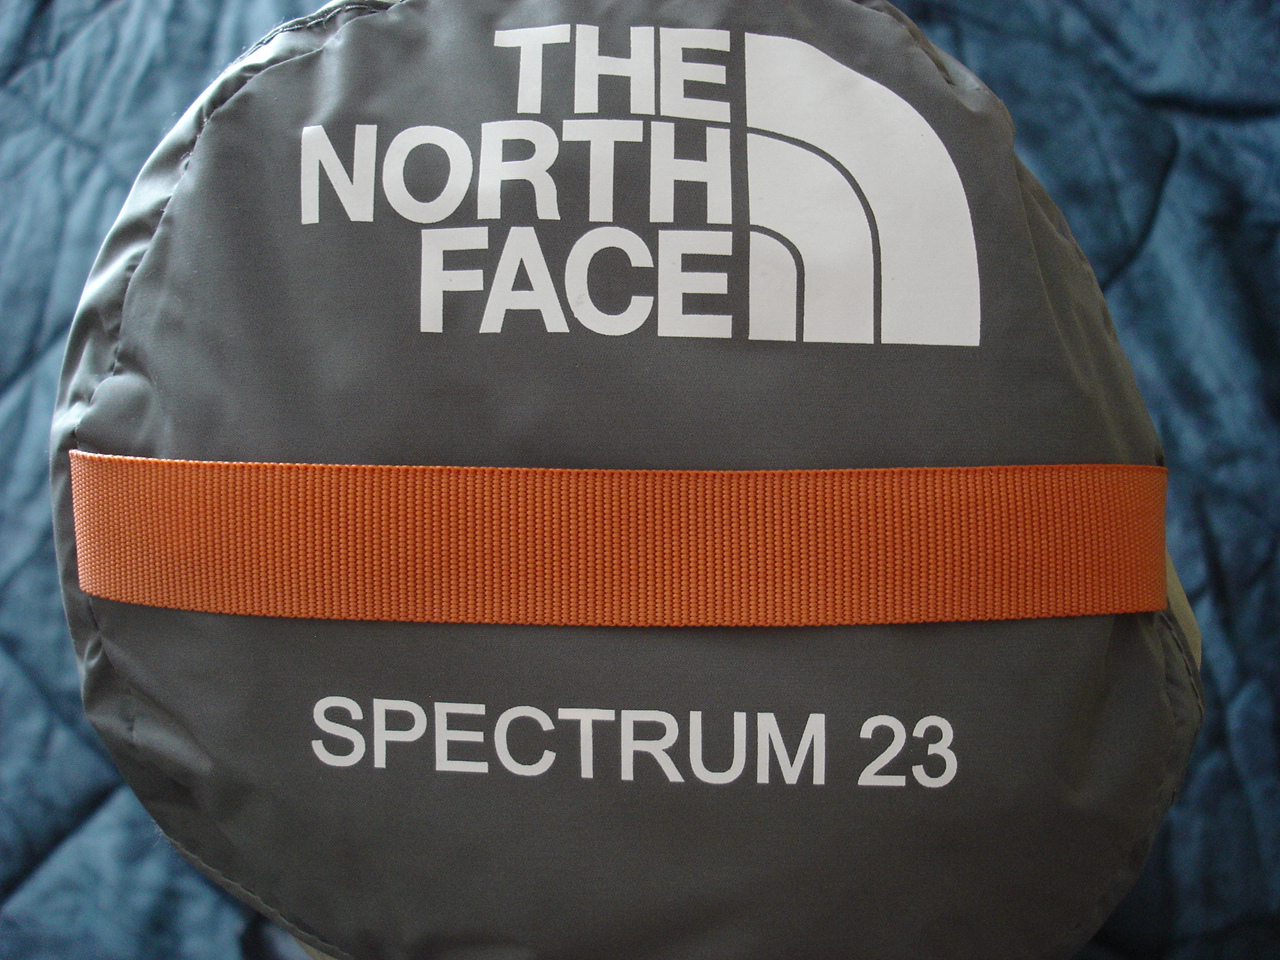 THE
NORTH
FACE
SPECTRUM 23